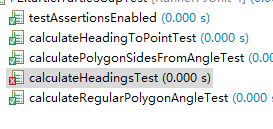 testAssertionsEnabled (0.000 s)
calculateHeadingToPointTest (0.000 s)
calculatePolygonSidesFromAngleTest (0.000
calculateHeadingsTest (0.000 s)
calculateRegularPolygonAngleTest (0.000 s)